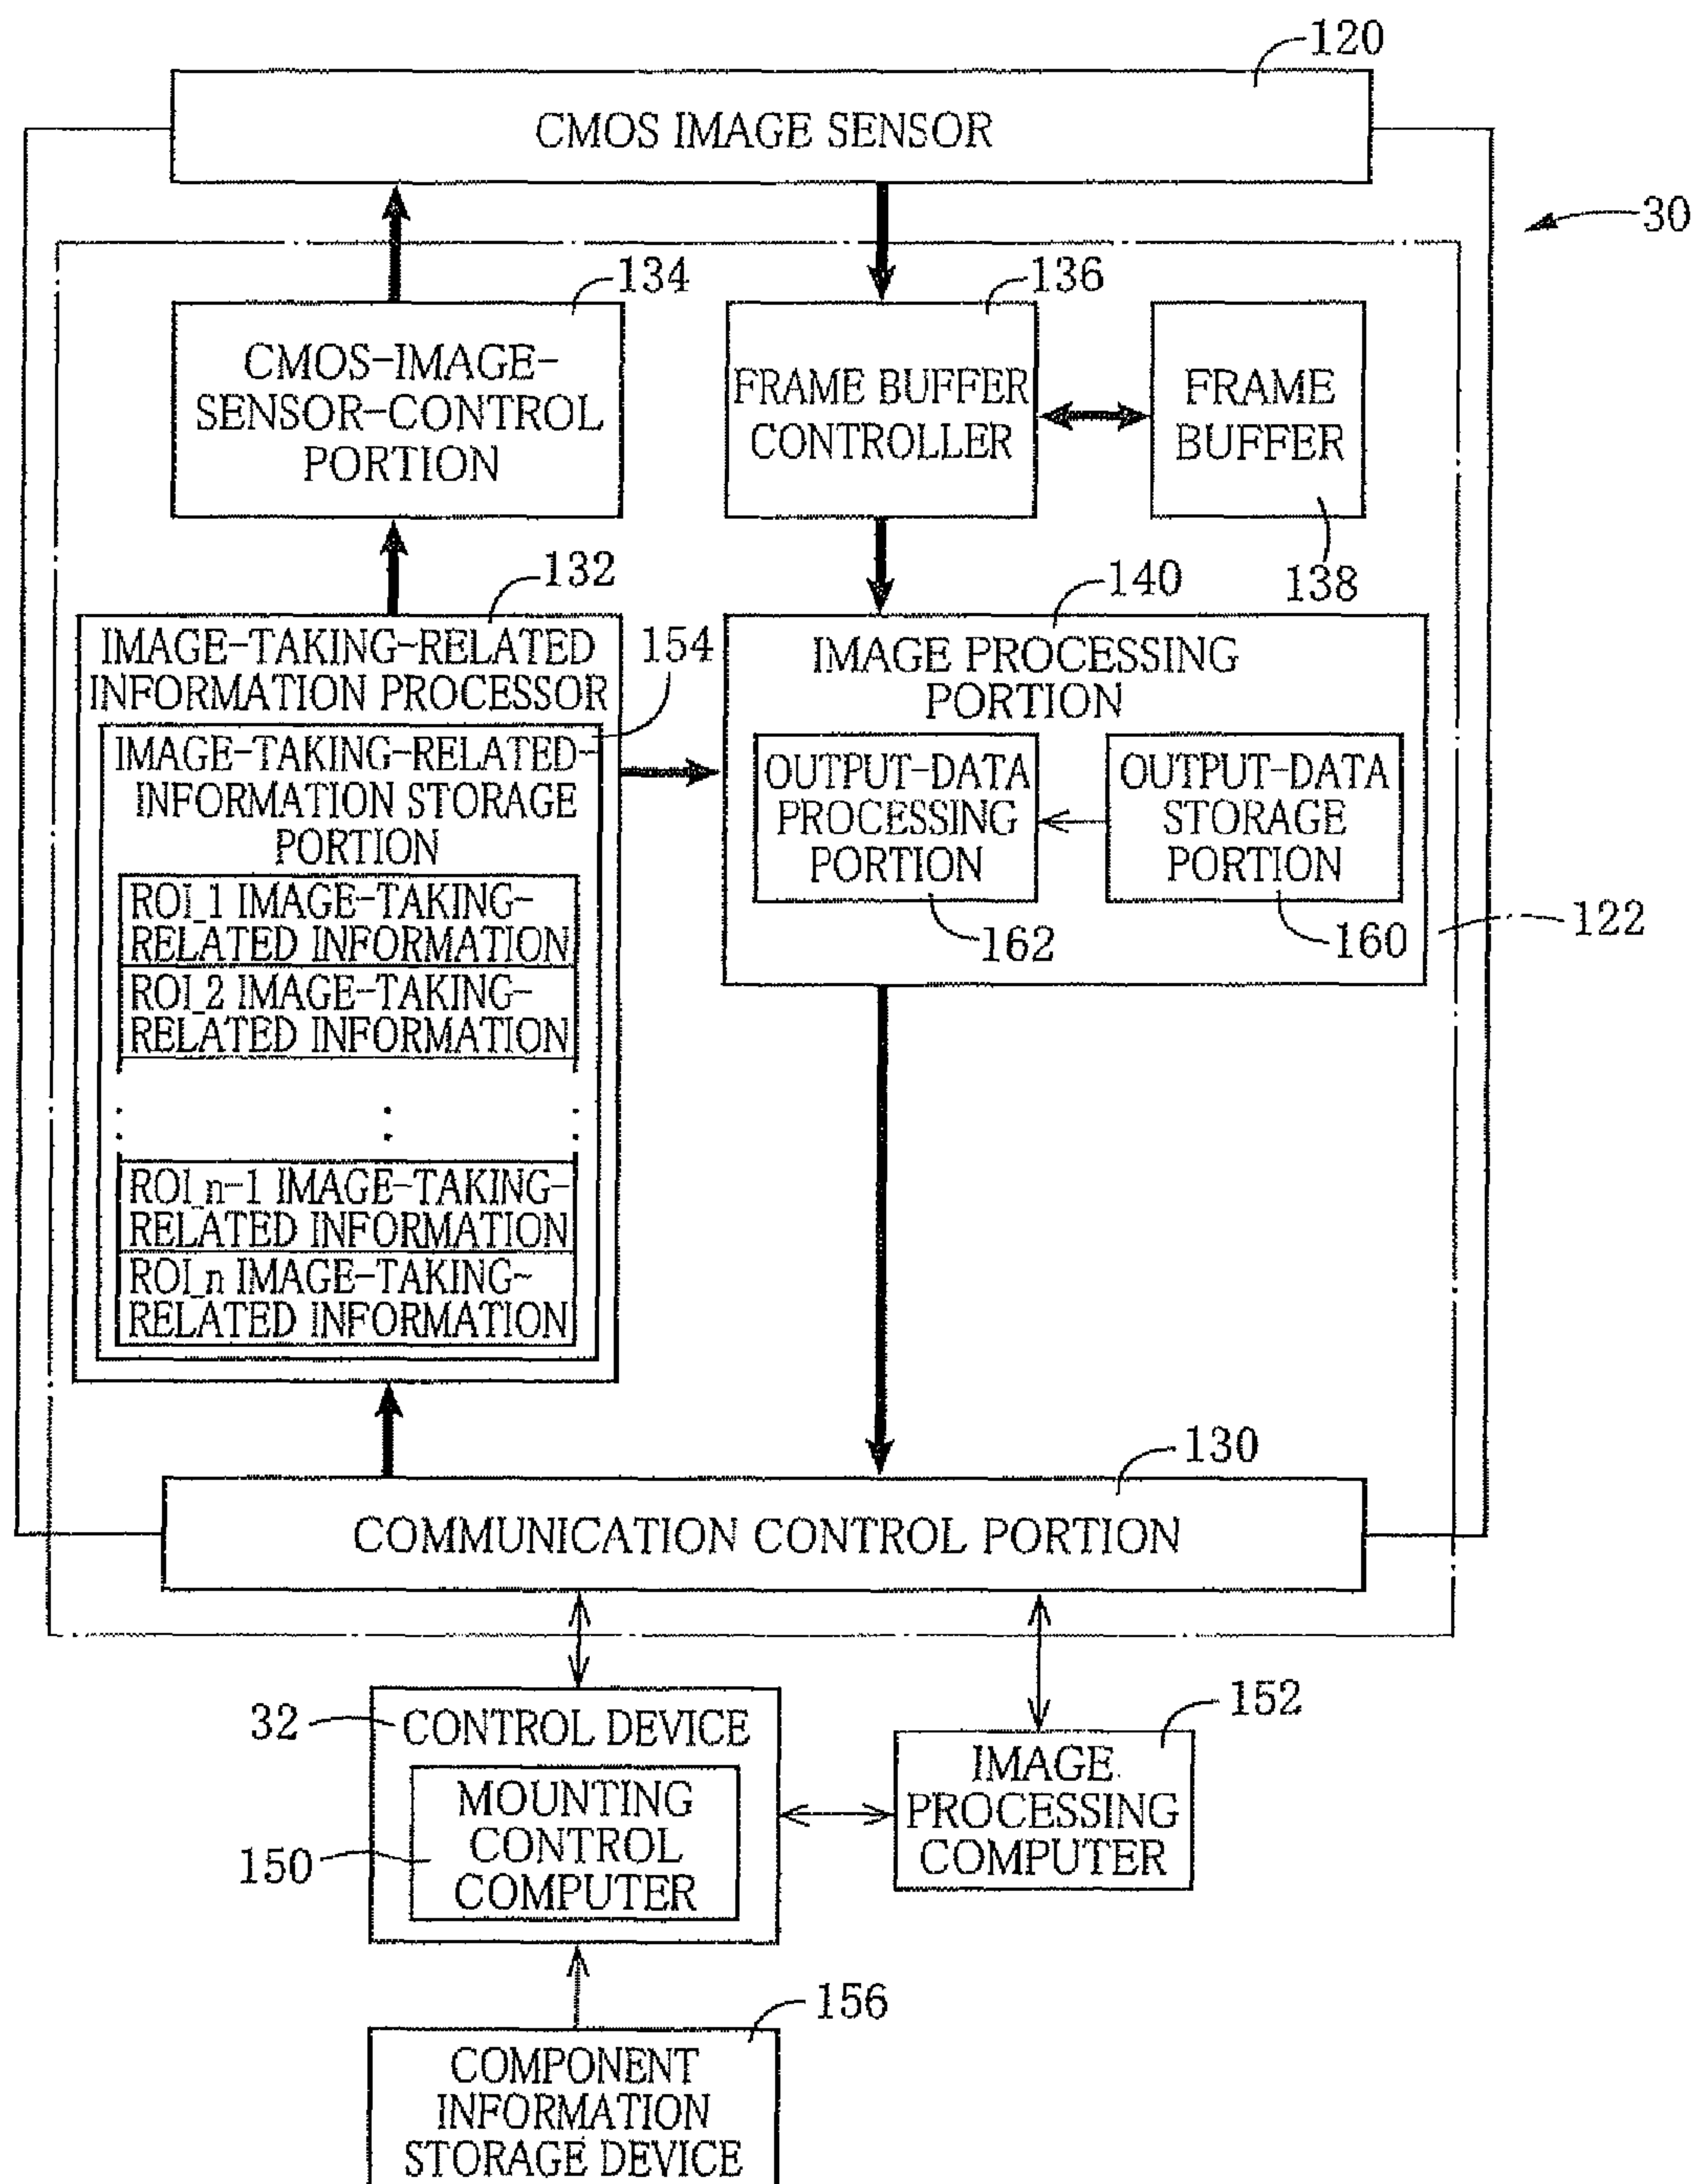 120
CMOS IMAGE SENSOR
30
134
CMOS-IMAGE-
SENSOR-CONTROL
PORTION
136
FRAME BUFFER
CONTROLLER
FRAME
BUFFER
138
132
IMAGE-TAKING-RELATED
INFORMATION PROCESSOR
154
IMAGE-TAKING-RELATED-
INFORMATION STORAGE
PORTION
ROI_1 IMAGE-TAKING-
RELATED INFORMATION
ROI_2 IMAGE-TAKING-
RELATED INFORMATION
ROI_n-1 IMAGE-TAKING-
RELATED INFORMATION
ROI_n IMAGE-TAKING-
RELATED INFORMATION
140
IMAGE PROCESSING
PORTION
OUTPUT-DATA
PROCESSING
PORTION
162
OUTPUT-DATA
STORAGE
PORTION
160
122
130
COMMUNICATION CONTROL PORTION
32
CONTROL DEVICE
MOUNTING
CONTROL
COMPUTER
150
152
IMAGE
PROCESSING
COMPUTER
156
COMPONENT
INFORMATION
STORAGE DEVICE